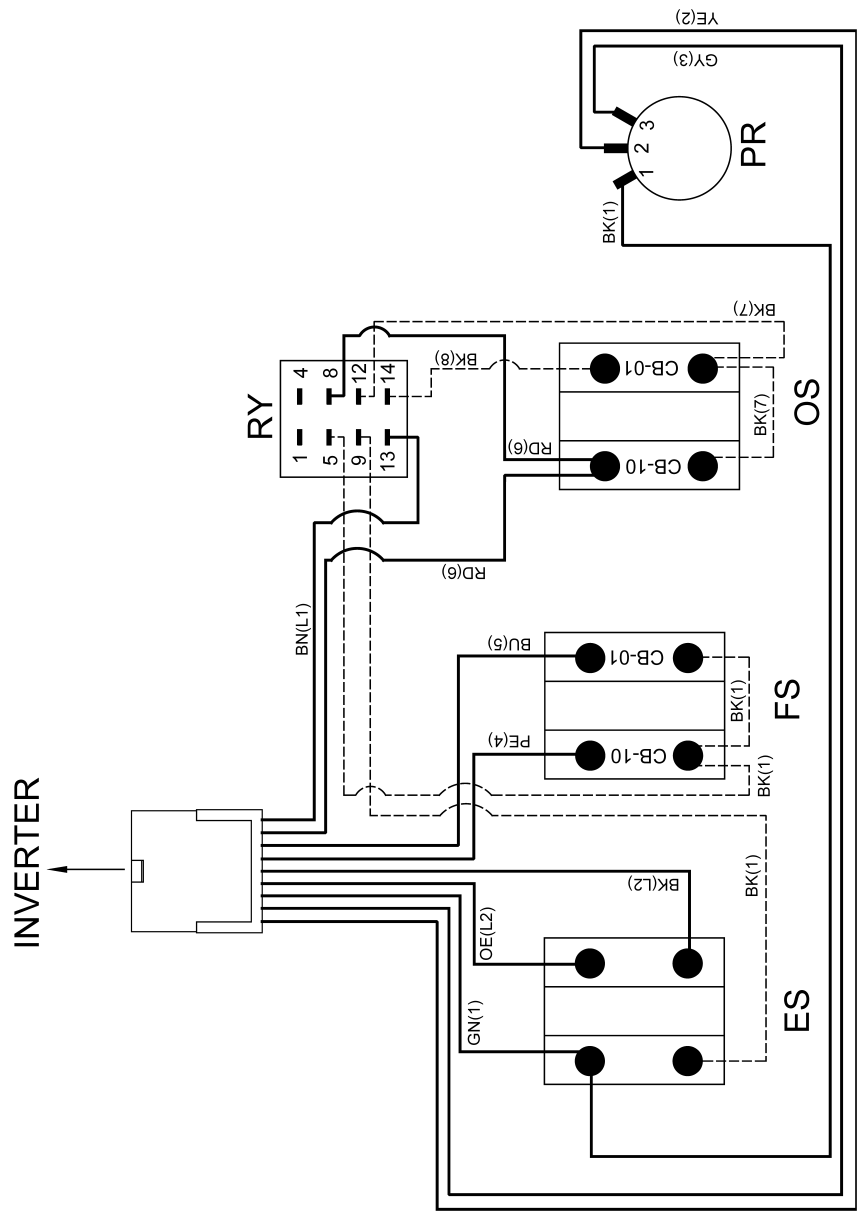 YE(2)
GY(3)
3
2
1
PR
BK(1)
BK(7)
RY
4
8
12
14
1
5
9
13
BK(8)
CB-01
BK(7)
OS
RD(6)
CB-10
RD(6)
BN(L1)
BU(5)
CB-01
BK(1)
FS
PE(4)
CB-10
BK(1)
INVERTER
BK(L2)
BK(1)
OE(L2)
GN(1)
ES